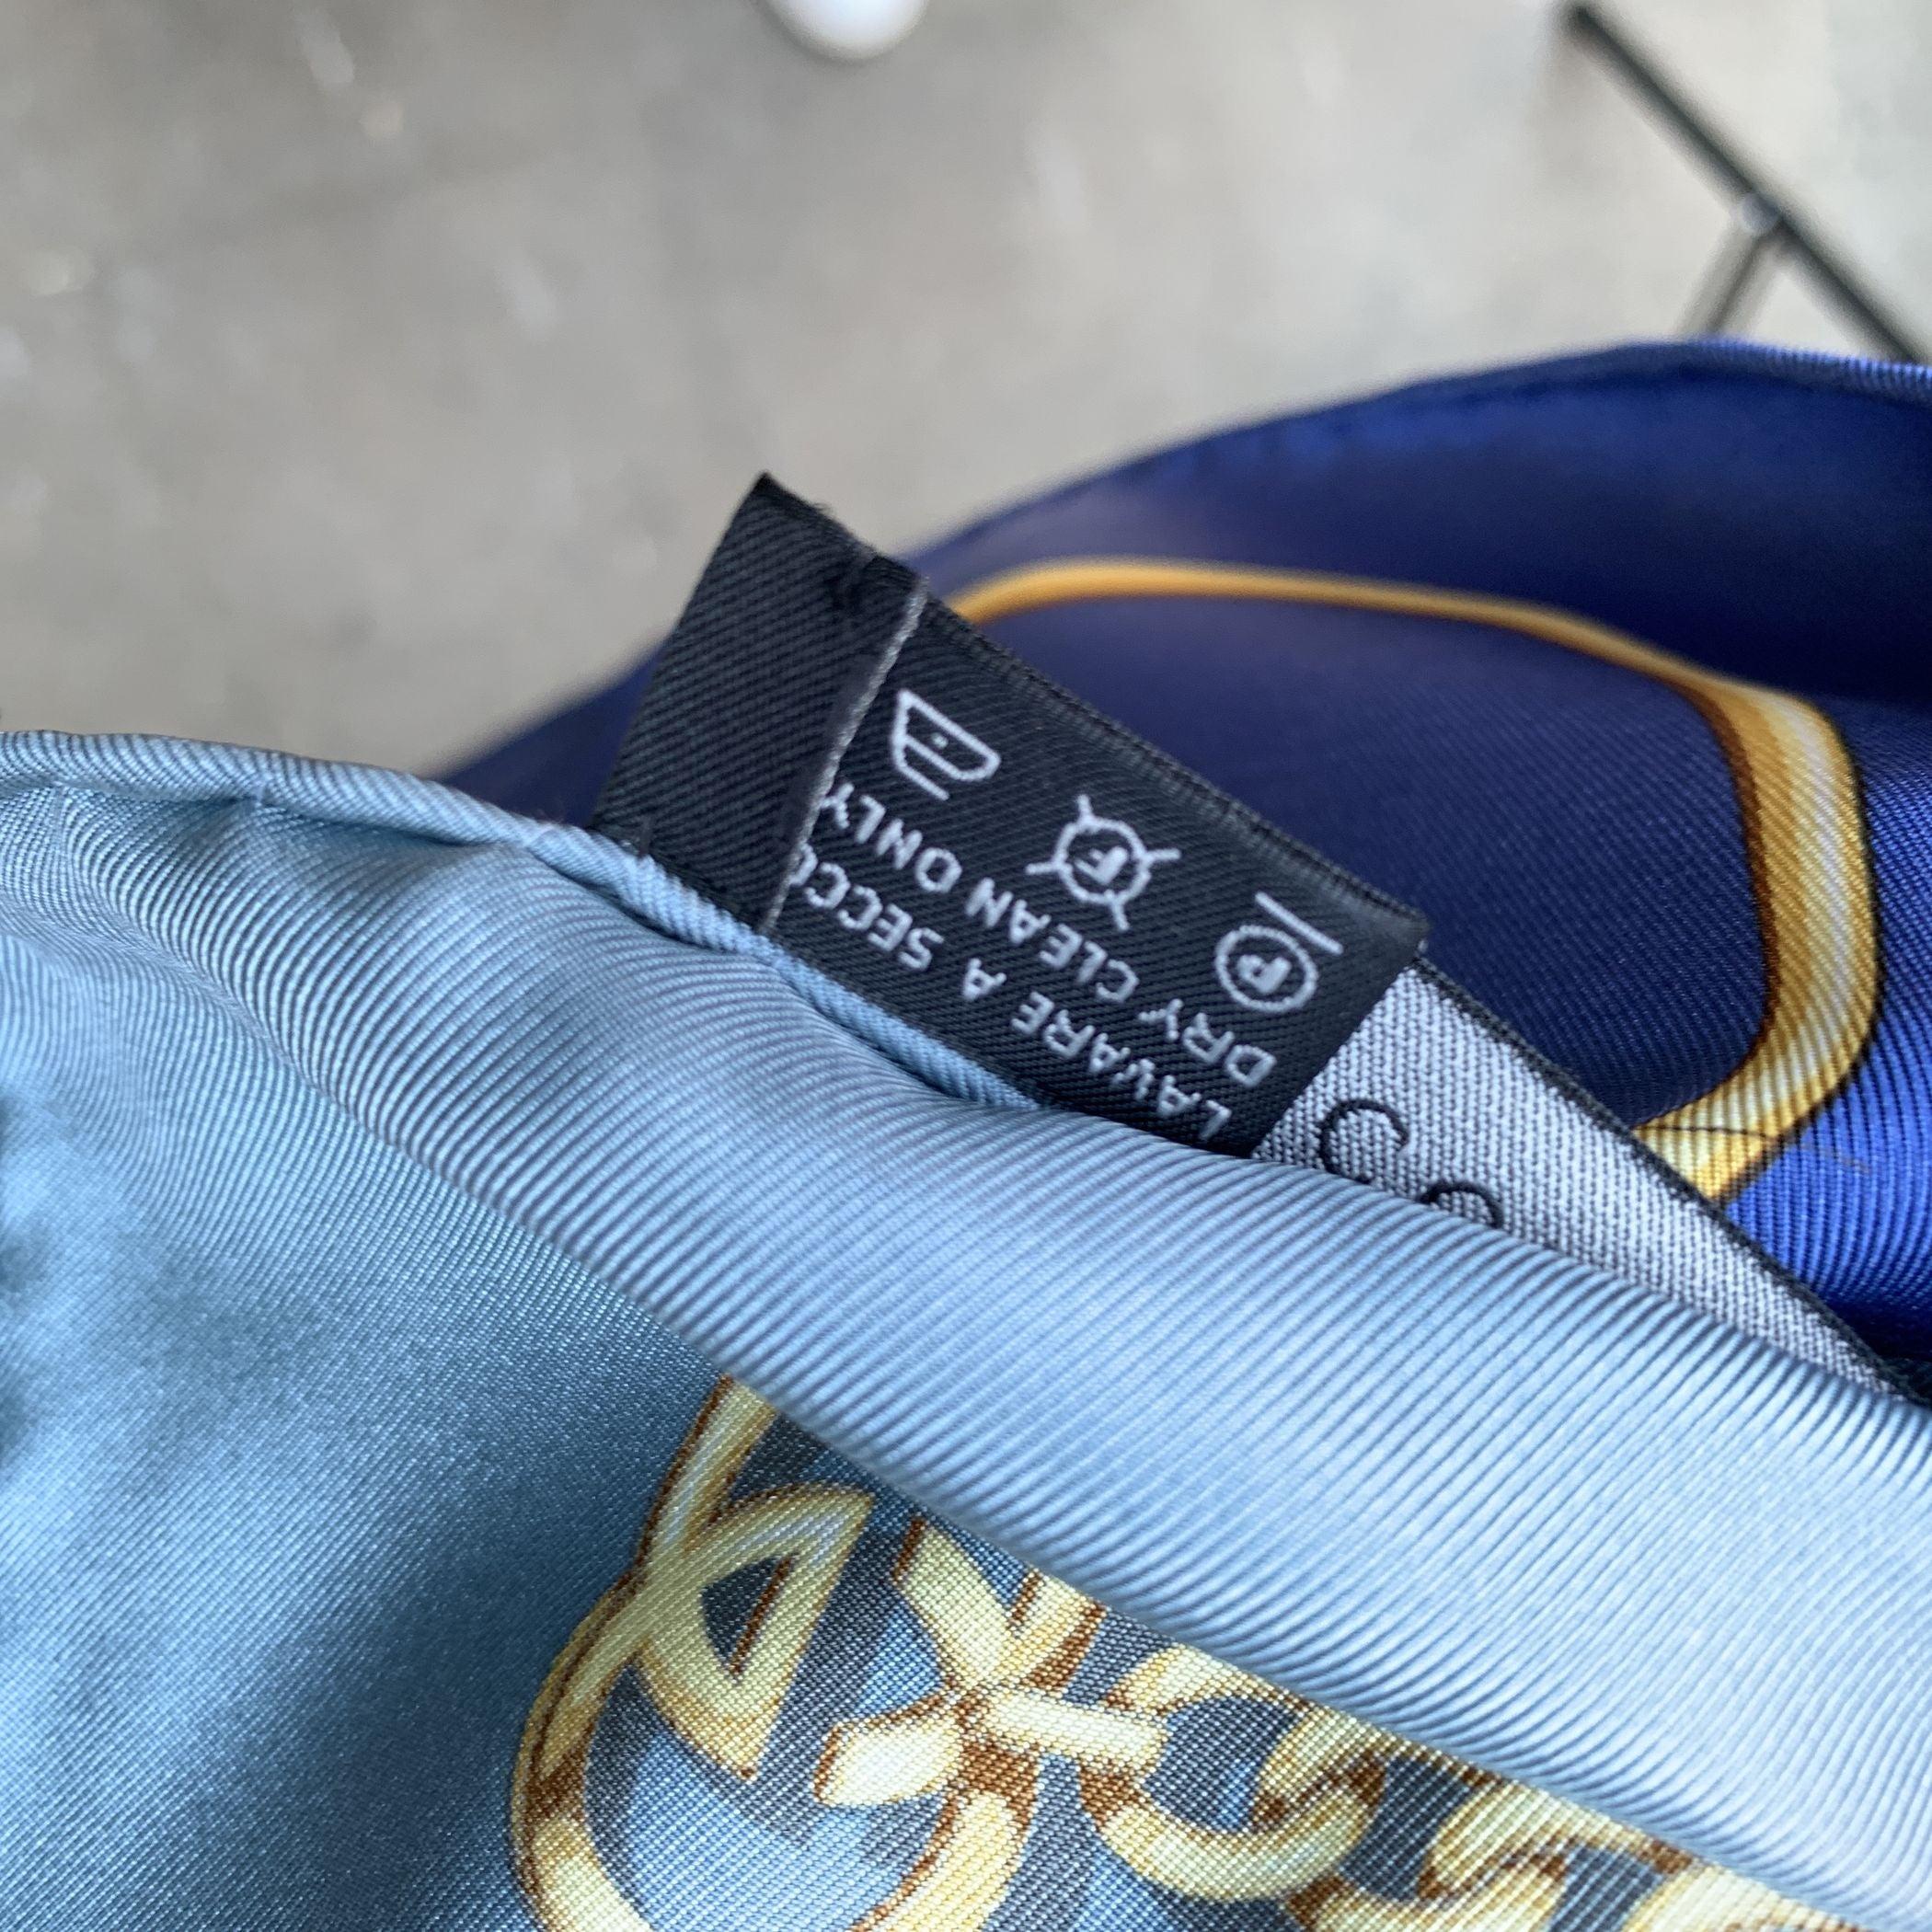 LAVARE A SECCO
DRY CLEAN ONLY
P
F